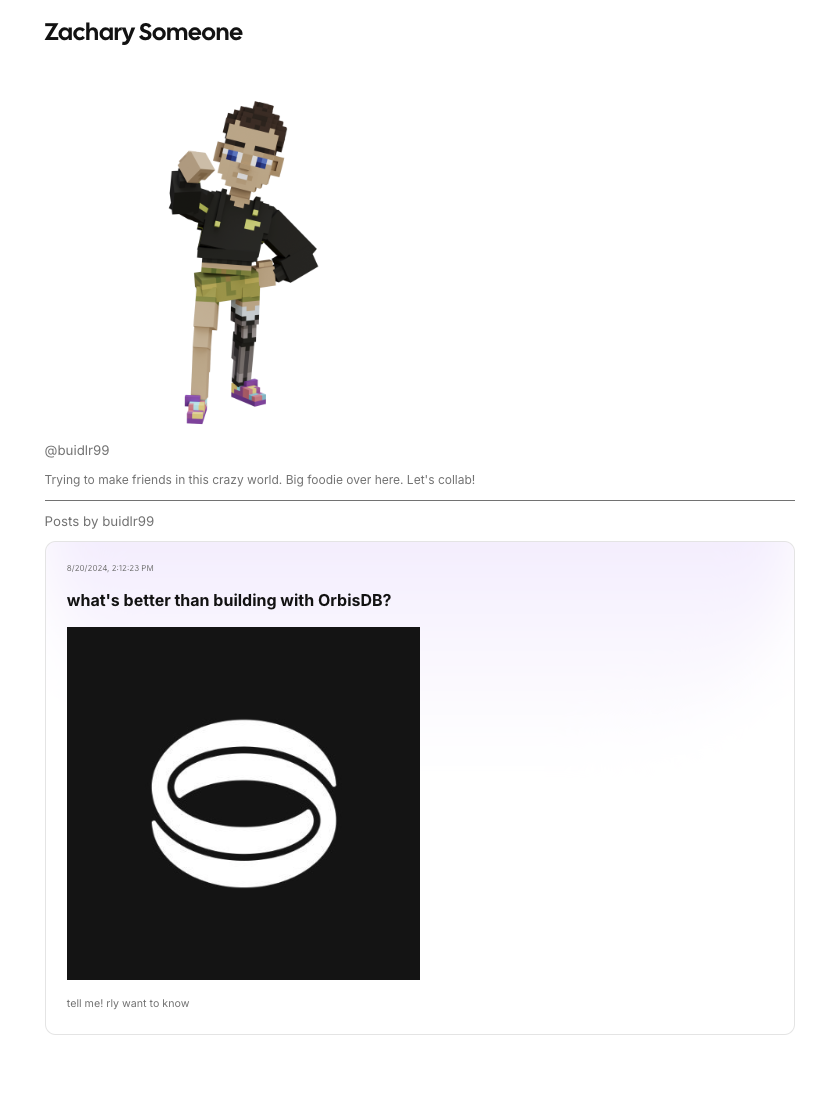 Zachary Someone
@buidlr99
Trying to make friends in this crazy world. Big foodie over here. Let's collab!
Posts by buidlr99
8/20/2024, 2:12:23 PM
what's better than building with OrbisDB?
tell me! rly want to know